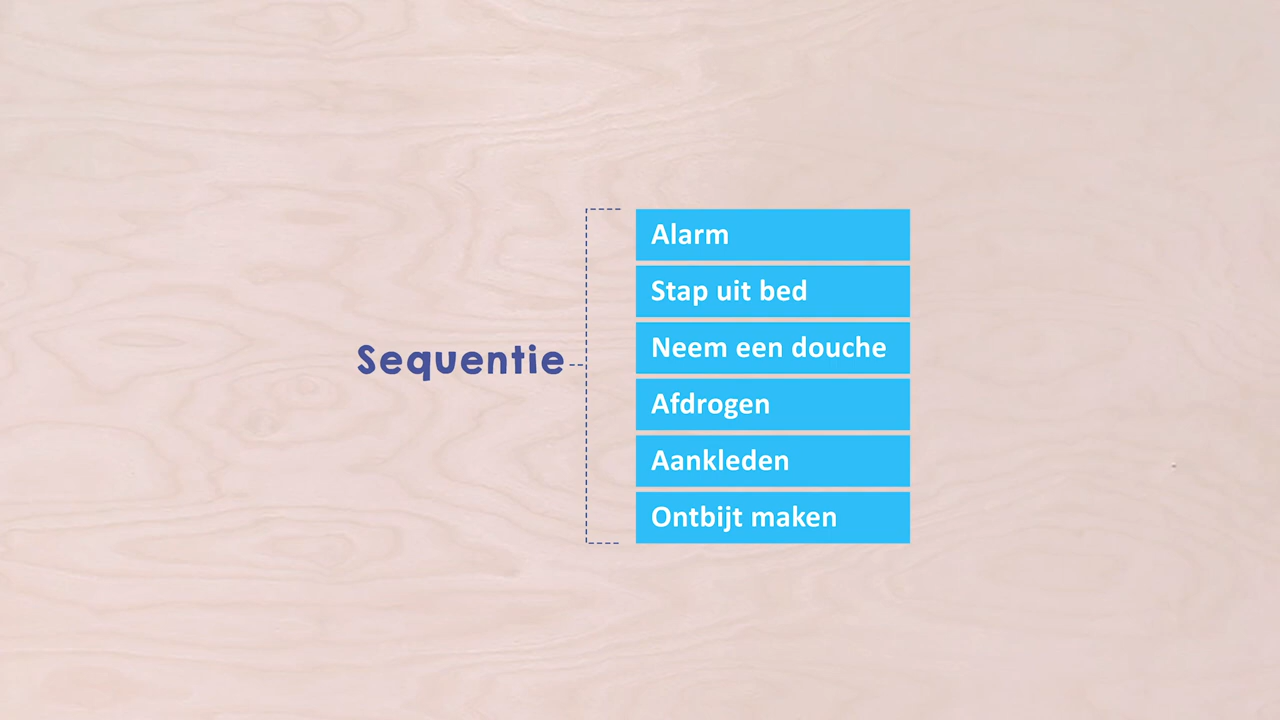 Sequentie
Alarm
Stap uit bed
Neem een douche
Afdrogen
Aankleden
Ontbijt maken